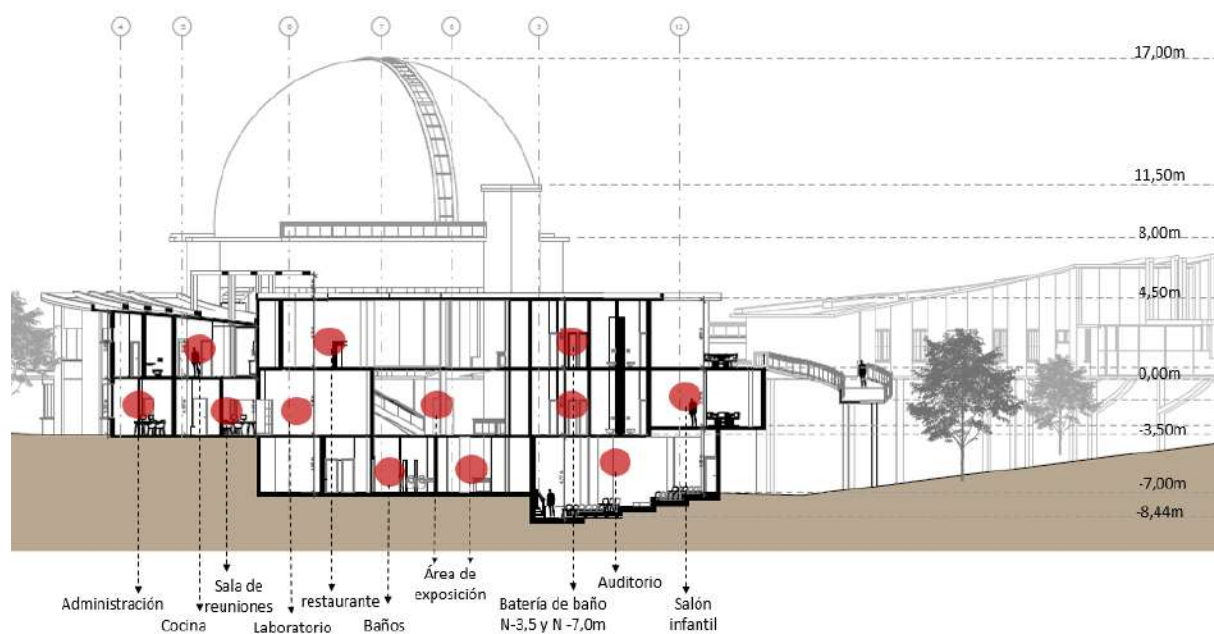 17,00m
11,50m
8,00m
4,50m
0,00m
-3,50m
-7,00m
-8,44m
Administración
Cocina
Sala de
reuniones
Laboratorio
restaurante
Baños
Área de
exposición
Batería de baño
N-3,5 y N -7,0m
Auditorio
Salón
infantil